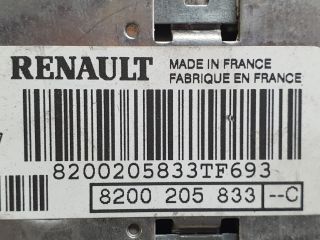 RENAULT
MADE IN FRANCE
FABRIQUE EN FRANCE
8200205833TF693
8200 205 833 --C